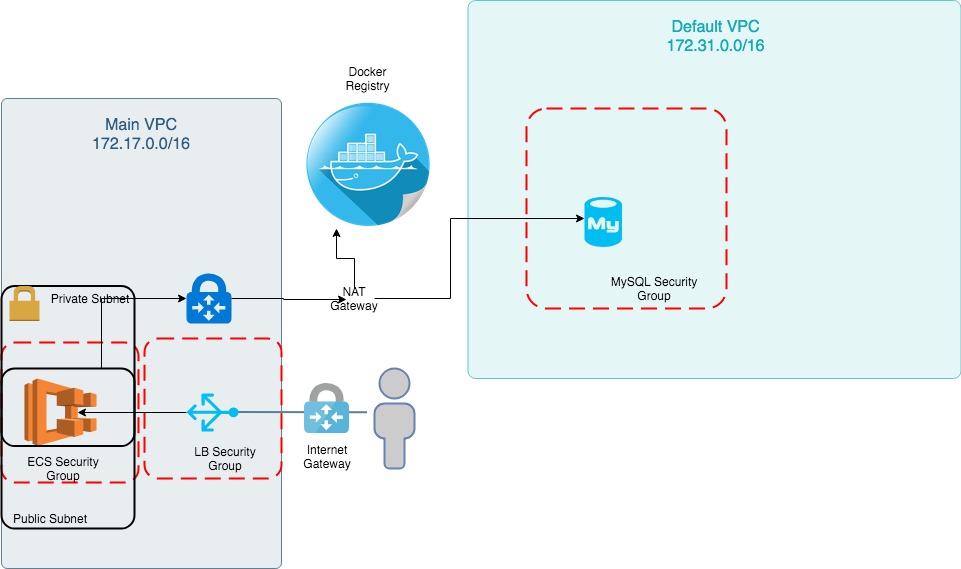 Default VPC
172.31.0.0/16
Docker
Registry
Main VPC
172.17.0.0/16
My
MySQL Security
Group
Private Subnet
NAT
Gateway
ECS Security
Group
LB Security
Group
Internet
Gateway
Public Subnet